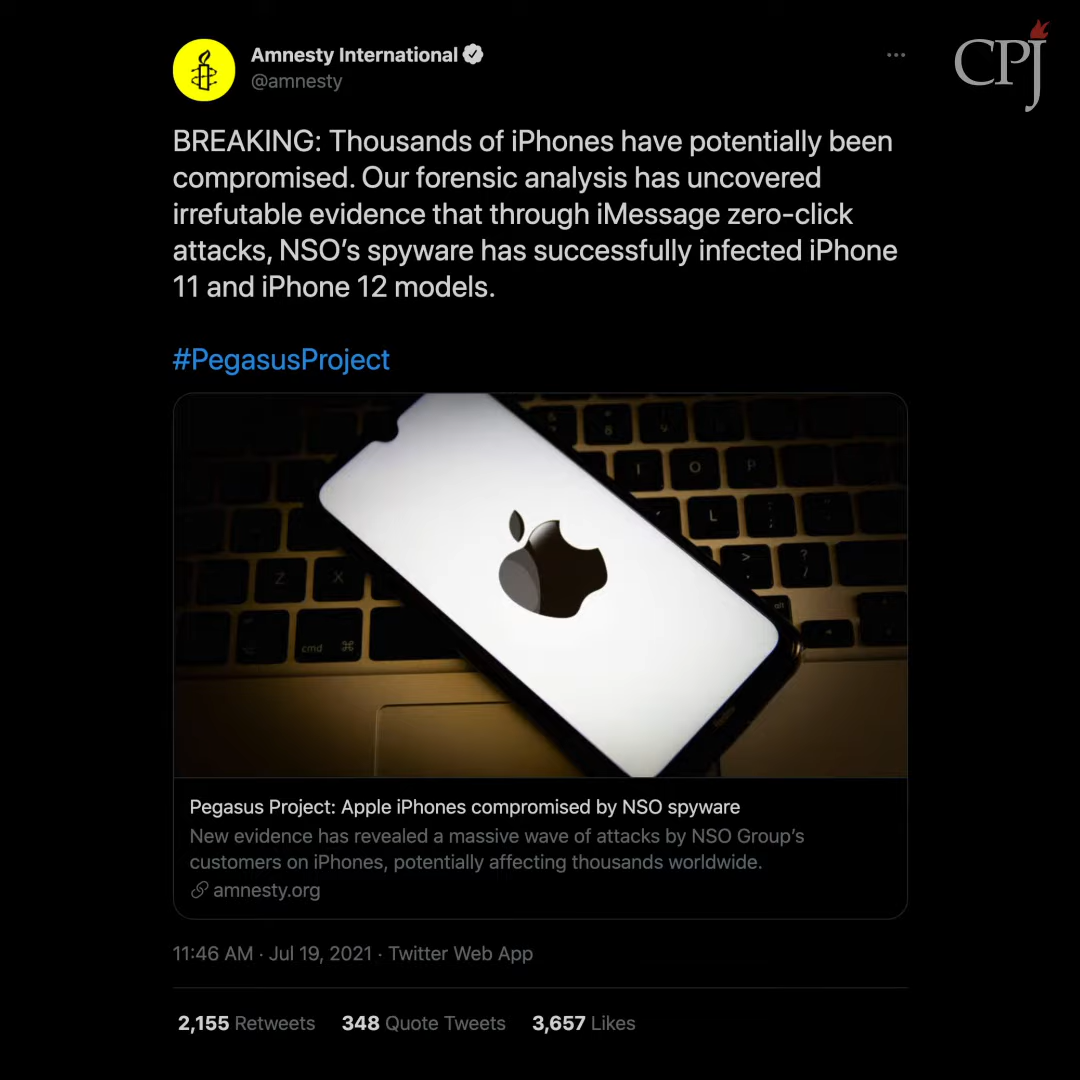 CPJ
Amnesty International
@amnesty
BREAKING: Thousands of iPhones have potentially been
compromised. Our forensic analysis has uncovered
irrefutable evidence that through iMessage zero-click
attacks, NSO’s spyware has successfully infected iPhone
11 and iPhone 12 models.
#PegasusProject
8
9
I
O
P
L
:
;
Z
X
>
.
?
/
alt
cmd ⌘
Pegasus Project: Apple iPhones compromised by NSO spyware
New evidence has revealed a massive wave of attacks by NSO Group’s
customers on iPhones, potentially affecting thousands worldwide.
amnesty.org
11:46 AM · Jul 19, 2021 · Twitter Web App
2,155 Retweets 348 Quote Tweets 3,657 Likes